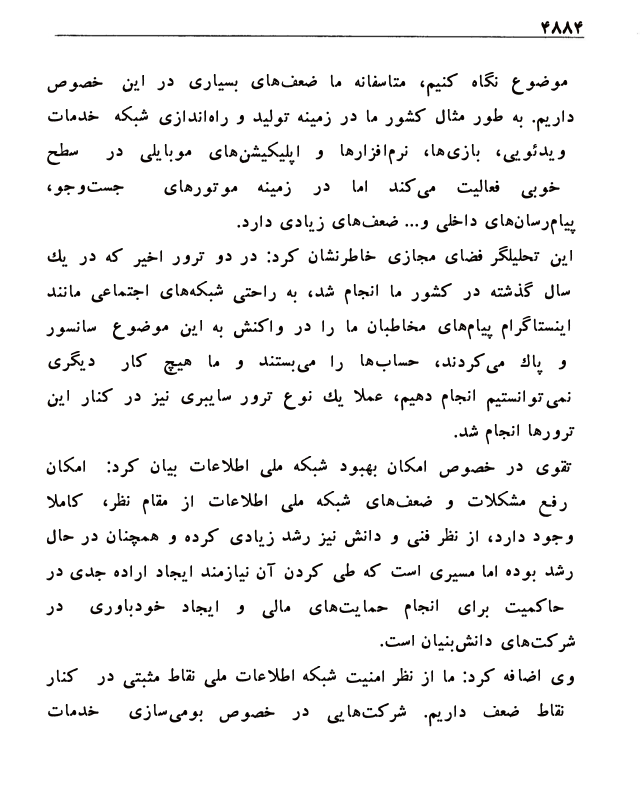 ۴۸۸۴
موضوع نگاه کنیم، متاسفانه ما ضعف‌های بسیاری در این خصوص
داریم. به طور مثال کشور ما در زمینه تولید و راه‌اندازی شبکه خدمات
ویدئویی، بازی‌ها، نرم‌افزارها و اپلیکیشن‌های موبایلی در سطح
خوبی فعالیت می‌کند اما در زمینه موتورهای جست‌وجو،
پیام‌رسان‌های داخلی و... ضعف‌های زیادی دارد.
این تحلیلگر فضای مجازی خاطرنشان کرد: در دو ترور اخیر که در یك
سال گذشته در کشور ما انجام شد، به راحتی شبکه‌های اجتماعی مانند
اینستاگرام پیام‌های مخاطبان ما را در واکنش به این موضوع سانسور
و پاك می‌کردند، حساب‌ها را می‌بستند و ما هیچ کار دیگری
نمی‌توانستیم انجام دهیم، عملا یك نوع ترور سایبری نیز در کنار این
ترورها انجام شد.
تقوی در خصوص امکان بهبود شبکه ملی اطلاعات بیان کرد: امکان
رفع مشکلات و ضعف‌های شبکه ملی اطلاعات از مقام نظر، کاملا
وجود دارد، از نظر فنی و دانش نیز رشد زیادی کرده و همچنان در حال
رشد بوده اما مسیری است که طی کردن آن نیازمند ایجاد اراده جدی در
حاکمیت برای انجام حمایت‌های مالی و ایجاد خودباوری در
شرکت‌های دانش‌بنیان است.
وی اضافه کرد: ما از نظر امنیت شبکه اطلاعات ملی نقاط مثبتی در کنار
نقاط ضعف داریم. شرکت‌هایی در خصوص بومی‌سازی خدمات